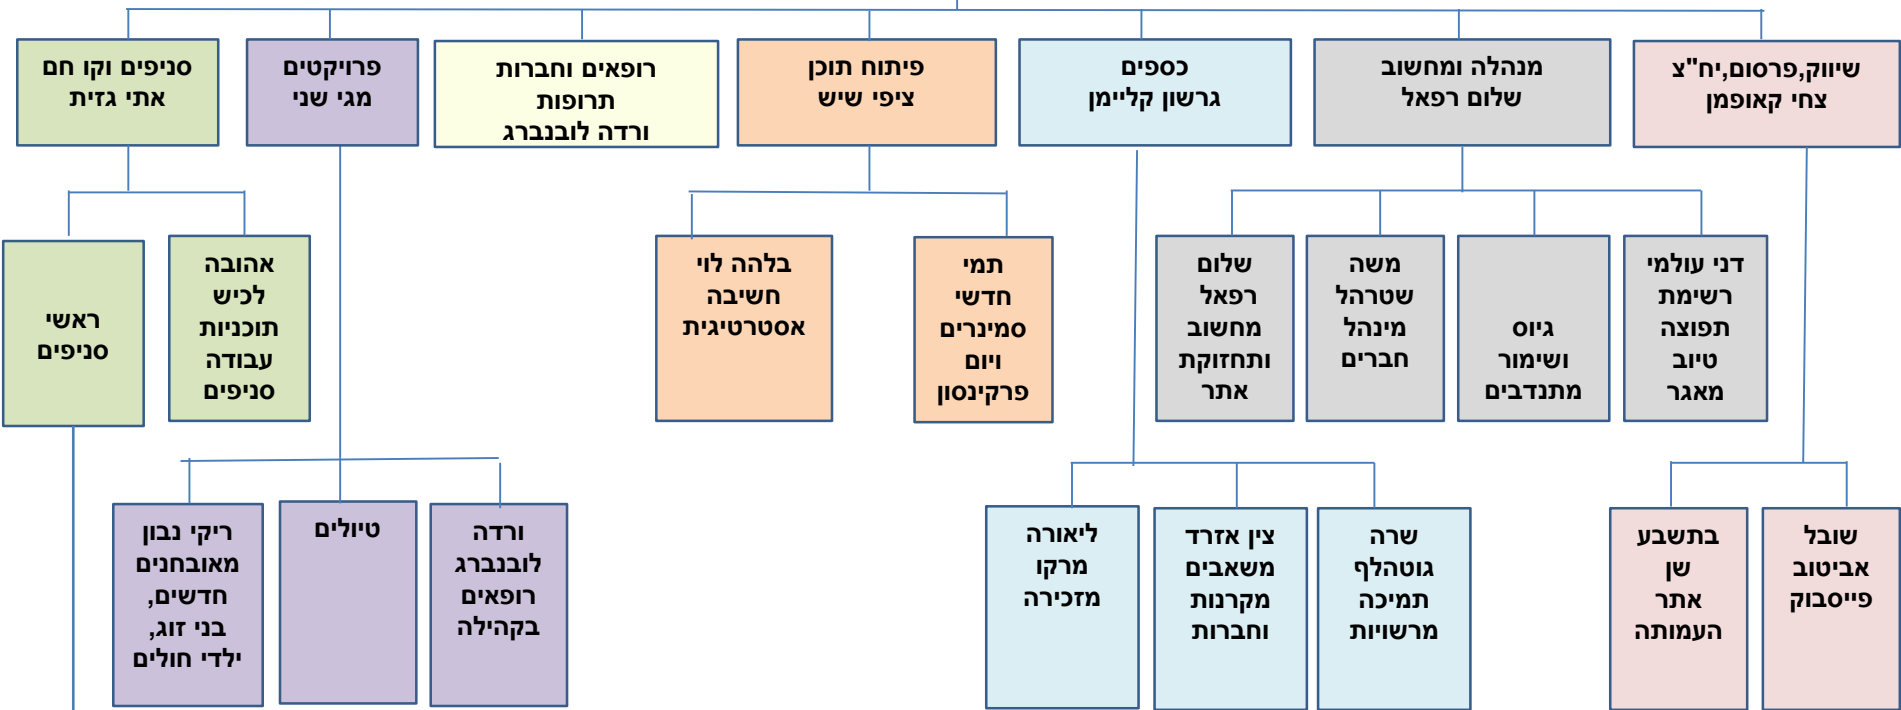 שיווק,פרסום,יח"צ
צחי קאופמן
מנהלה ומחשוב
שלום רפאל
כספים
גרשון קליימן
פיתוח תוכן
ציפי שיש
רופאים וחברות
תרופות
ורדה לובנברג
פרויקטים
מגי שני
סניפים וקו חם
אתי גזית
דני עולמי
רשימת
תפוצה
טיוב
מאגר
גיוס
ושימור
מתנדבים
משה
שטרהל
מינהל
חברים
שלום
רפאל
מחשוב
ותחזוקת
אתר
תמי
חדשי
סמינרים
ויום
פרקינסון
בלהה לוי
חשיבה
אסטרטיגית
אהובה
לכיש
תוכניות
עבודה
סניפים
ראשי
סניפים
שובל
אביטוב
פייסבוק
בתשבע
שן
אתר
העמותה
שרה
גוטהלף
תמיכה
מרשויות
צין אזרד
משאבים
מקרנות
וחברות
ליאורה
מרקו
מזכירה
ורדה
לובנברג
רופאים
בקהילה
טיולים
ריקי נבון
מאובחנים
חדשים,
בני זוג,
ילדי חולים